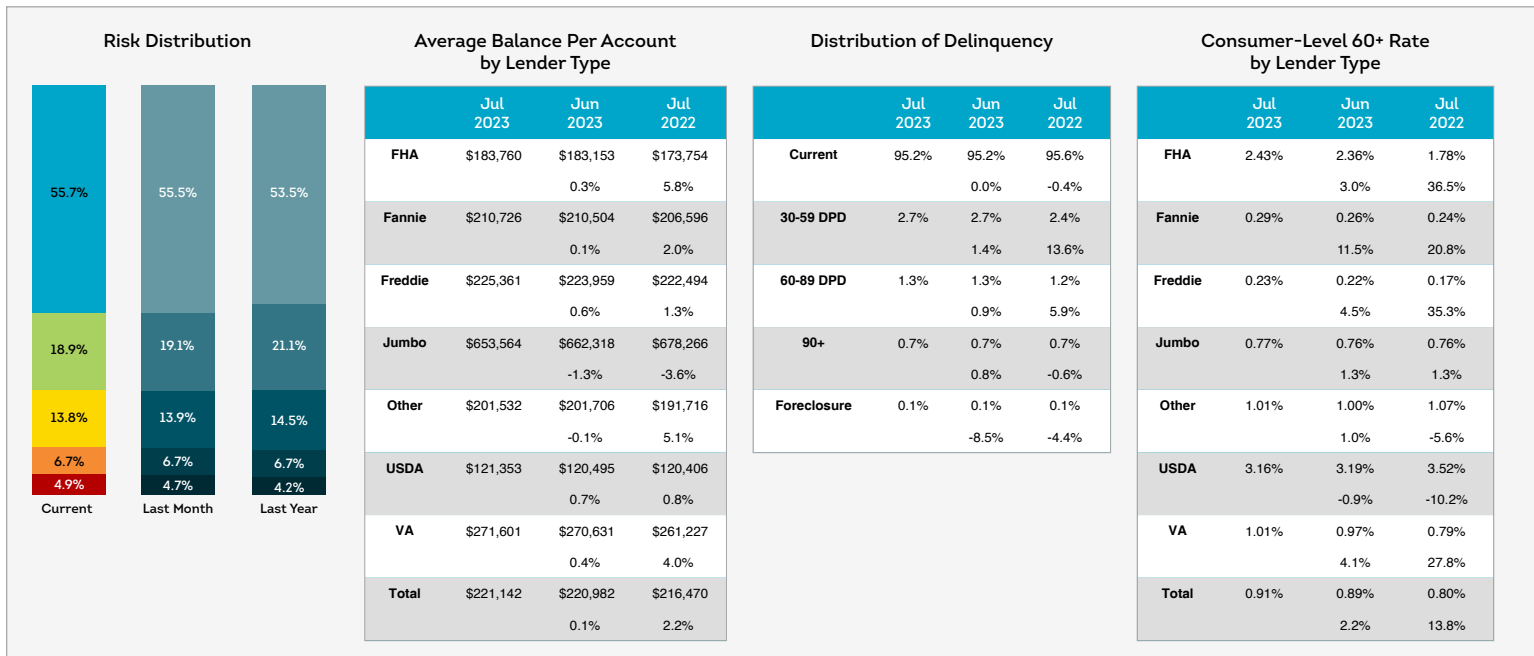 Risk Distribution
55.7%
18.9%
13.8%
6.7%
4.9%
Current
55.5%
19.1%
13.9%
6.7%
4.7%
Last Month
53.5%
21.1%
14.5%
6.7%
4.2%
Last Year
Average Balance Per Account
by Lender Type
Jul Jun Jul
2023 2023 2022
FHA $183,760 $183,153 $173,754
0.3% 5.8%
Fannie $210,726 $210,504 $206,596
0.1% 2.0%
Freddie $225,361 $223,959 $222,494
0.6% 1.3%
Jumbo $653,564 $662,318 $678,266
-1.3% -3.6%
Other $201,532 $201,706 $191,716
-0.1% 5.1%
USDA $121,353 $120,495 $120,406
0.7% 0.8%
VA $271,601 $270,631 $261,227
0.4% 4.0%
Total $221,142 $220,982 $216,470
0.1% 2.2%
Distribution of Delinquency
Jul Jun Jul
2023 2023 2022
Current 95.2% 95.2% 95.6%
0.0% -0.4%
30-59 DPD 2.7% 2.7% 2.4%
1.4% 13.6%
60-89 DPD 1.3% 1.3% 1.2%
0.9% 5.9%
90+ 0.7% 0.7% 0.7%
0.8% -0.6%
Foreclosure 0.1% 0.1% 0.1%
-8.5% -4.4%
Consumer-Level 60+ Rate
by Lender Type
Jul Jun Jul
2023 2023 2022
FHA 2.43% 2.36% 1.78%
3.0% 36.5%
Fannie 0.29% 0.26% 0.24%
11.5% 20.8%
Freddie 0.23% 0.22% 0.17%
4.5% 35.3%
Jumbo 0.77% 0.76% 0.76%
1.3% 1.3%
Other 1.01% 1.00% 1.07%
1.0% -5.6%
USDA 3.16% 3.19% 3.52%
-0.9% -10.2%
VA 1.01% 0.97% 0.79%
4.1% 27.8%
Total 0.91% 0.89% 0.80%
2.2% 13.8%